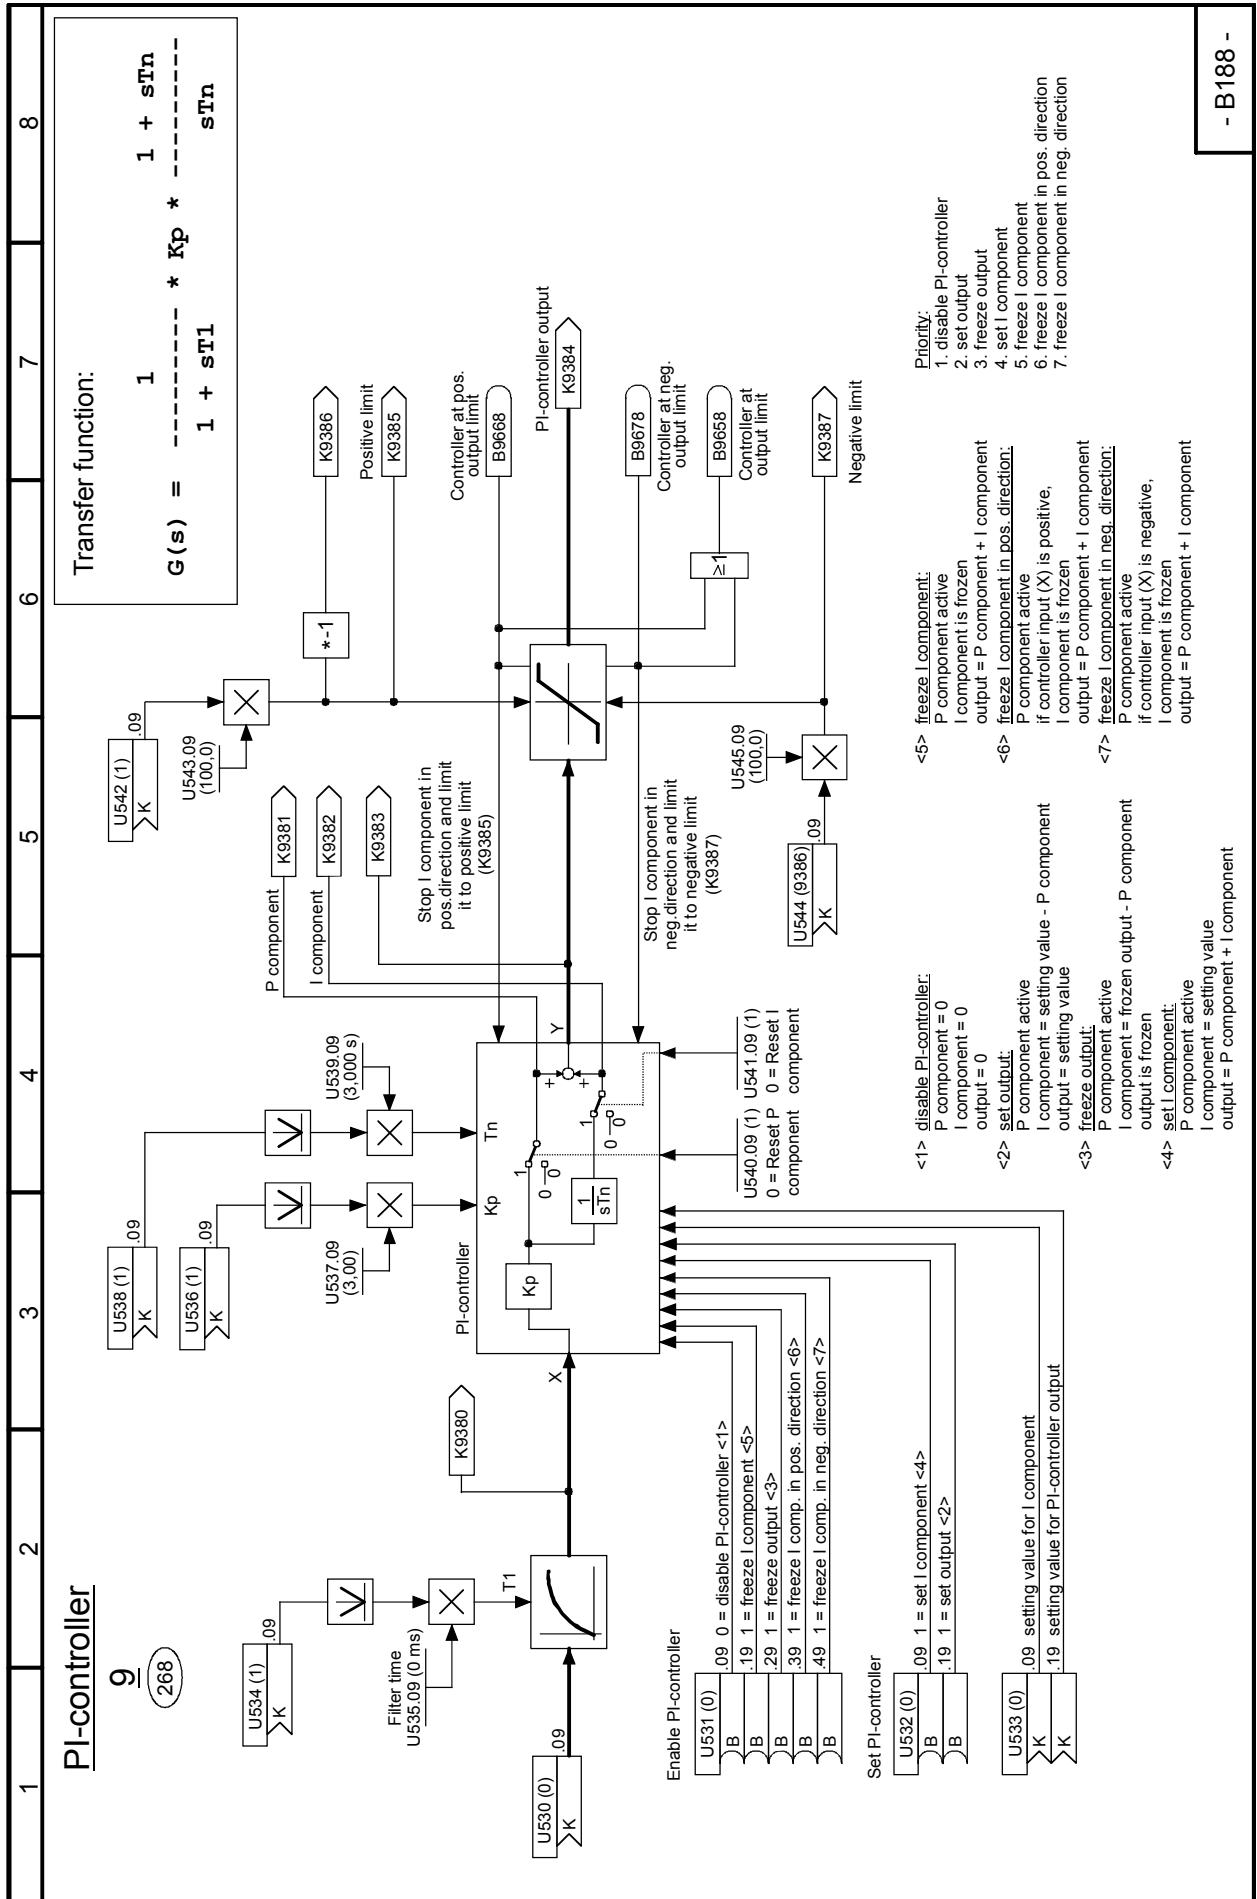 1 2 3 4 5 6 7 8
PI-controller
9
268
Transfer function:
1 1 + sTn
G(s) = -------- * Kp * ---------
1 + sT1 sTn
U534 (1)
K
.09
Filter time
U535.09 (0 ms)
T1
U530 (0)
K
.09
K9380
X
U538 (1)
K
.09
U536 (1)
K
.09
U537.09
(3,00)
U539.09
(3,000 s)
PI-controller
Kp
Tn
Kp
1
sTn
1
0
0
1
0
0
+
+
Y
P component
I component
K9381
K9382
K9383
U542 (1)
K
.09
U543.09
(100,0)
*-1
K9386
Positive limit
K9385
Controller at pos.
output limit
B9668
Stop I component in
pos.direction and limit
it to positive limit
(K9385)
PI-controller output
K9384
Stop I component in
neg.direction and limit
it to negative limit
(K9387)
B9678
Controller at neg.
output limit
≥1
B9658
Controller at
output limit
U545.09
(100,0)
U544 (9386)
K
.09
K9387
Negative limit
U540.09 (1)
0 = Reset P
component
U541.09 (1)
0 = Reset I
component
Enable PI-controller
U531 (0)
B .09 0 = disable PI-controller <1>
B .19 1 = freeze I component <5>
B .29 1 = freeze output <3>
B .39 1 = freeze I comp. in pos. direction <6>
B .49 1 = freeze I comp. in neg. direction <7>
Set PI-controller
U532 (0)
B .09 1 = set I component <4>
B .19 1 = set output <2>
U533 (0)
K .09 setting value for I component
K .19 setting value for PI-controller output
<1> disable PI-controller:
P component = 0
I component = 0
output = 0
<2> set output:
P component active
I component = setting value - P component
output = setting value
<3> freeze output:
P component active
I component = frozen output - P component
output is frozen
<4> set I component:
P component active
I component = setting value
output = P component + I component
<5> freeze I component:
P component active
I component is frozen
output = P component + I component
<6> freeze I component in pos. direction:
P component active
if controller input (X) is positive,
I component is frozen
output = P component + I component
<7> freeze I component in neg. direction:
P component active
if controller input (X) is negative,
I component is frozen
output = P component + I component
Priority:
1. disable PI-controller
2. set output
3. freeze output
4. set I component
5. freeze I component
6. freeze I component in pos. direction
7. freeze I component in neg. direction
- B188 -